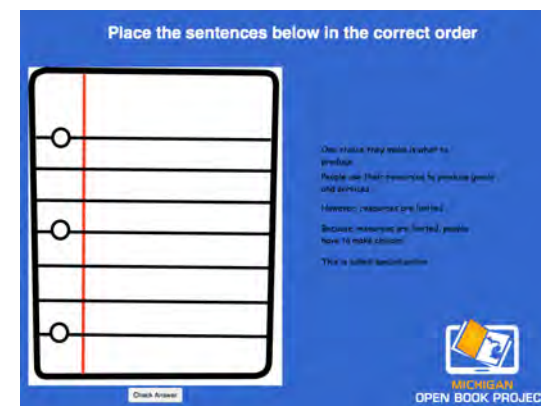 Place the sentences below in the correct order
One choice they make is what to
produce.
People use their resources to produce goods
and services.
However, resources are limited.
Because resources are limited, people
have to make choices.
This is called specialization.
Check Answer
MICHIGAN
OPEN BOOK PROJEC